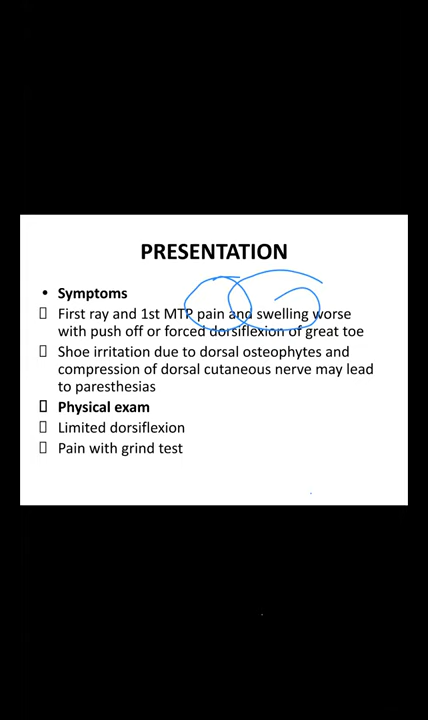 PRESENTATION
• Symptoms
First ray and 1st MTP pain and swelling worse
with push off or forced dorsiflexion of great toe
Shoe irritation due to dorsal osteophytes and
compression of dorsal cutaneous nerve may lead
to paresthesias
Physical exam
Limited dorsiflexion
Pain with grind test